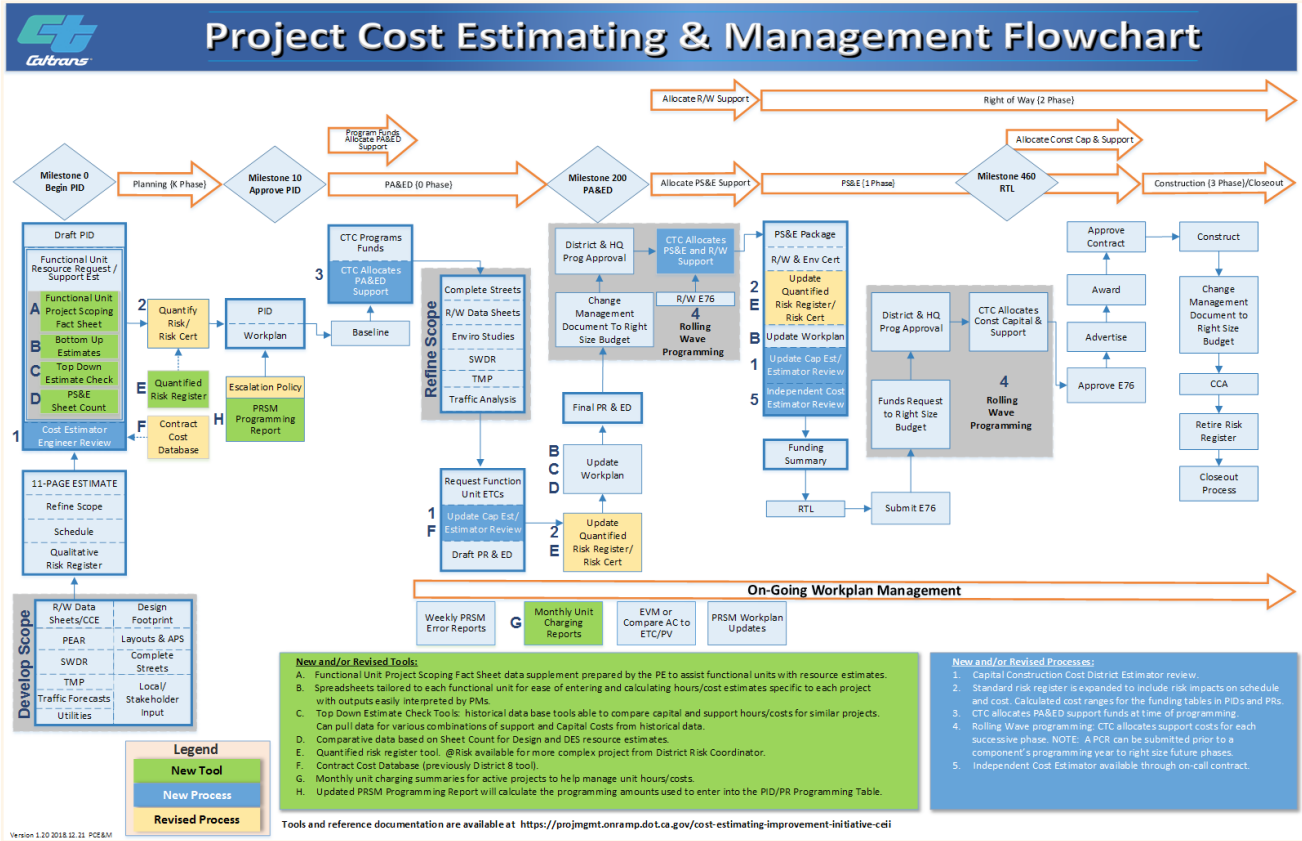 Caltrans
Project Cost Estimating & Management Flowchart
Allocate R/W Support
Right of Way {2 Phase}
Program Funds
Allocate PA&ED
Support
Allocate Const Cap & Support
Milestone 0
Begin PID
Planning {K Phase}
Milestone 10
Approve PID
PA&ED {0 Phase}
Milestone 200
PA&ED
Allocate PS&E Support
PS&E {1 Phase}
Milestone 460
RTL
Construction {3 Phase}/Closeout
Draft PID
Functional Unit
Resource Request /
Support Est
A
Functional Unit
Project Scoping
Fact Sheet
B
Bottom Up
Estimates
C
Top Down
Estimate Check
D
PS&E
Sheet Count
1
Cost Estimator
Engineer Review
2
Quantify
Risk/
Risk Cert
E
Quantified
Risk Register
F
Contract
Cost
Database
PID
Workplan
Escalation Policy
H
PRSM
Programming
Report
CTC Programs
Funds
3
CTC Allocates
PA&ED
Support
Baseline
Refine Scope
Complete Streets
R/W Data Sheets
Enviro Studies
SWDR
TMP
Traffic Analysis
Request Function
Unit ETCs
1
F
Update Cap Est/
Estimator Review
Draft PR & ED
2
E
Update
Quantified
Risk Register/
Risk Cert
B
C
D
Update
Workplan
Final PR & ED
Change
Management
Document To Right
Size Budget
District & HQ
Prog Approval
CTC Allocates
PS&E and R/W
Support
R/W E76
4
Rolling
Wave
Programming
PS&E Package
R/W & Env Cert
2
E
Update
Quantified
Risk Register/
Risk Cert
B
Update Workplan
1
Update Cap Est/
Estimator Review
5
Independent Cost
Estimator Review
Funding
Summary
RTL
Submit E76
Funds Request
to Right Size
Budget
District & HQ
Prog Approval
CTC Allocates
Const Capital &
Support
4
Rolling
Wave
Programming
Approve E76
Advertise
Award
Approve
Contract
Construct
Change
Management
Document to
Right Size
Budget
CCA
Retire Risk
Register
Closeout
Process
11-PAGE ESTIMATE
Refine Scope
Schedule
Qualitative
Risk Register
Develop Scope
R/W Data
Sheets/CCE
PEAR
SWDR
TMP
Traffic Forecasts
Utilities
Design
Footprint
Layouts & APS
Complete
Streets
Local/
Stakeholder
Input
On-Going Workplan Management
Weekly PRSM
Error Reports
G
Monthly Unit
Charging
Reports
EVM or
Compare AC to
ETC/PV
PRSM Workplan
Updates
New and/or Revised Tools:
A. Functional Unit Project Scoping Fact Sheet data supplement prepared by the PE to assist functional units with resource estimates.
B. Spreadsheets tailored to each functional unit for ease of entering and calculating hours/cost estimates specific to each project
with outputs easily interpreted by PMs.
C. Top Down Estimate Check Tools: historical data base tools able to compare capital and support hours/costs for similar projects.
Can pull data for various combinations of support and Capital Costs from historical data.
D. Comparative data based on Sheet Count for Design and DES resource estimates.
E. Quantified risk register tool. @Risk available for more complex project from District Risk Coordinator.
F. Contract Cost Database (previously District 8 tool).
G. Monthly unit charging summaries for active projects to help manage unit hours/costs.
H. Updated PRSM Programming Report will calculate the programming amounts used to enter into the PID/PR Programming Table.
New and/or Revised Processes:
1. Capital Construction Cost District Estimator review.
2. Standard risk register is expanded to include risk impacts on schedule
and cost. Calculated cost ranges for the funding tables in PIDs and PRs.
3. CTC allocates PA&ED support funds at time of programming.
4. Rolling Wave programming: CTC allocates support costs for each
successive phase. NOTE: A PCR can be submitted prior to a
component's programming year to right size future phases.
5. Independent Cost Estimator available through on-call contract.
Legend
New Tool
New Process
Revised Process
Tools and reference documentation are available at https://projmgmt.onramp.dot.ca.gov/cost-estimating-improvement-initiative-ceii
Version 1.20 2018.12.21 PCE&M